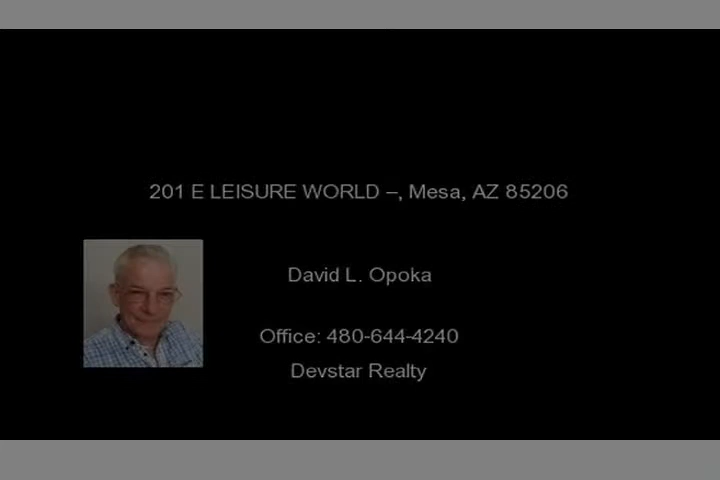 201 E LEISURE WORLD –, Mesa, AZ 85206
David L. Opoka
Office: 480-644-4240
Devstar Realty